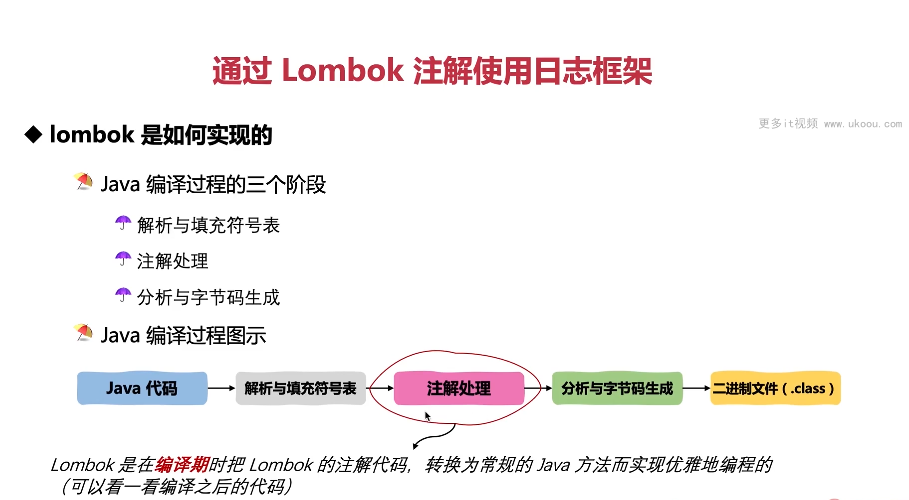 通过 Lombok 注解使用日志框架
lombok 是如何实现的
更多it视频 www.ukoou.com
Java 编译过程的三个阶段
解析与填充符号表
注解处理
分析与字节码生成
Java 编译过程图示
Java 代码
解析与填充符号表
注解处理
分析与字节码生成
二进制文件（.class）
Lombok 是在编译期时把 Lombok 的注解代码，转换为常规的 Java 方法而实现优雅地编程的
（可以看一看编译之后的代码）